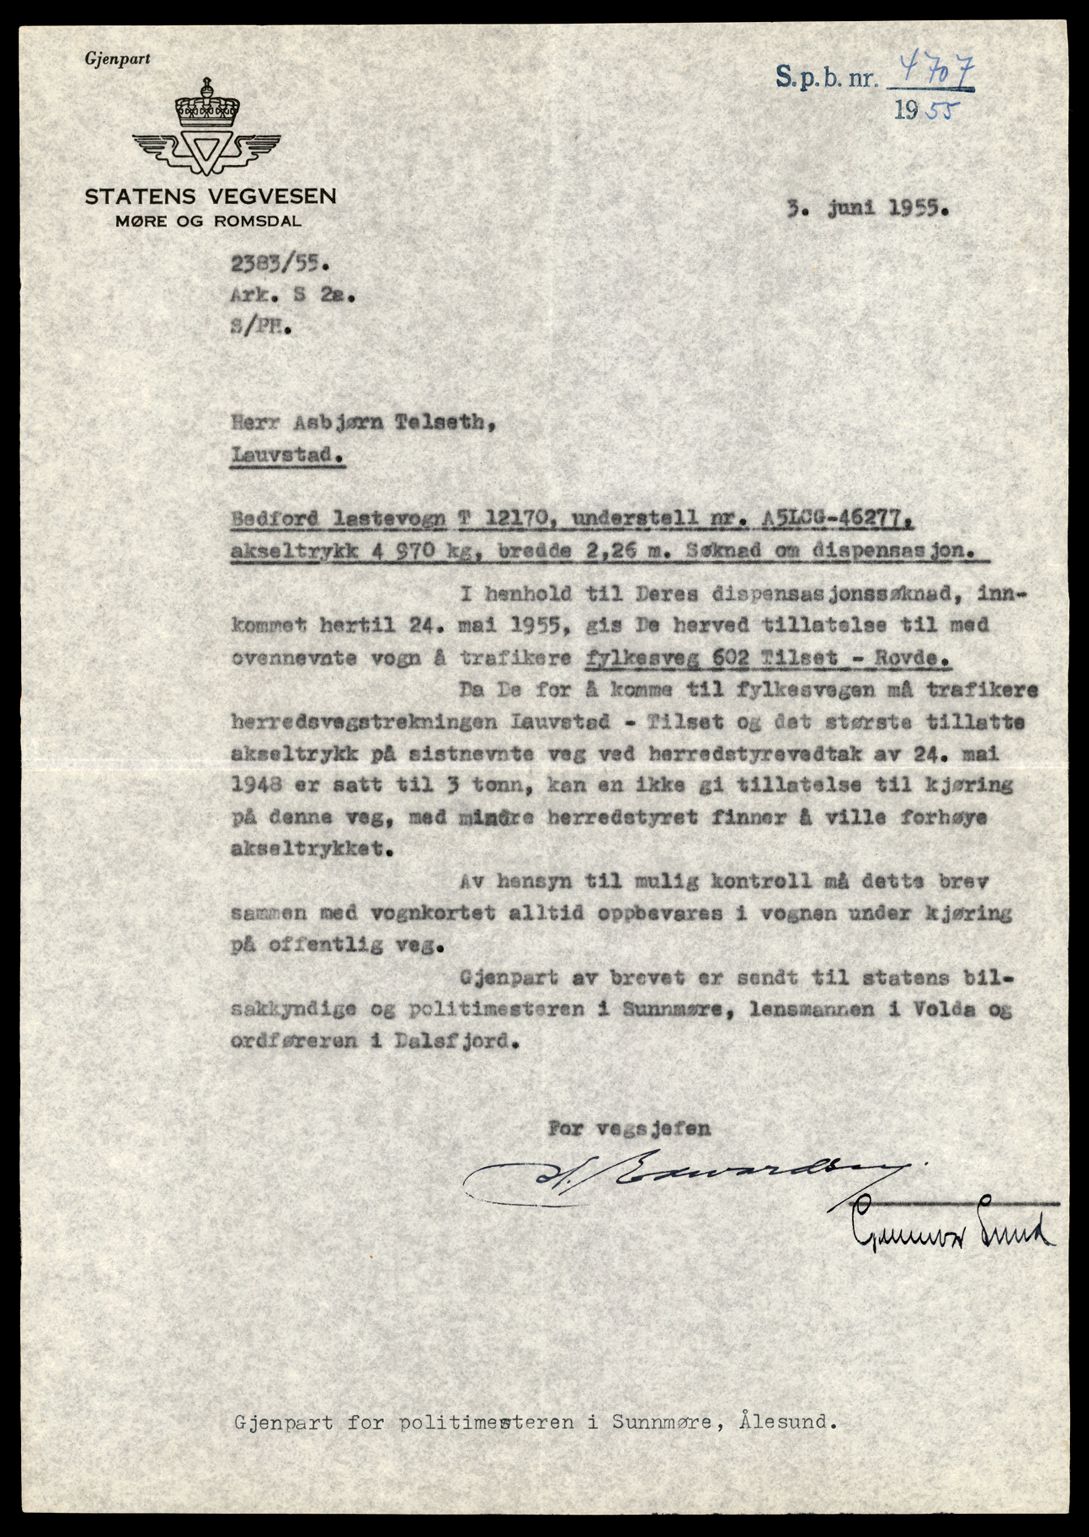 Gjenpart
S.p.b. nr. 4707
1955
STATENS VEGVESEN
MØRE OG ROMSDAL
3. juni 1955.
2383/55.
Ark. S 2a.
S/PH.
Herr Asbjørn Telseth,
Lauvstad.
Bedford lastevogn T 12170, understell nr. A5LCG-46277,
akseltrykk 4 970 kg, bredde 2,26 m. Søknad om dispensasjon.
I henhold til Deres dispensasjonssøknad, inn-
kommet hertil 24. mai 1955, gis De herved tillatelse til med
ovennevnte vogn å trafikere fylkesveg 602 Tilset - Rovde.
Da De for å komme til fylkesvegen må trafikere
herredsvegstrekningen Lauvstad - Tilset og det største tillatte
akseltrykk på sistnevnte veg ved herredstyrevedtak av 24. mai
1948 er satt til 3 tonn, kan en ikke gi tillatelse til kjøring
på denne veg, med mindre herredstyret finner å ville forhøye
akseltrykket.
Av hensyn til mulig kontroll må dette brev
sammen med vognkortet alltid oppbevares i vognen under kjøring
på offentlig veg.
Gjenpart av brevet er sendt til statens bil-
sakkyndige og politimesteren i Sunnmøre, lensmannen i Volda og
ordføreren i Dalsfjord.
For vegsjefen
Gunnvor Sund
Gjenpart for politimesteren i Sunnmøre, Ålesund.